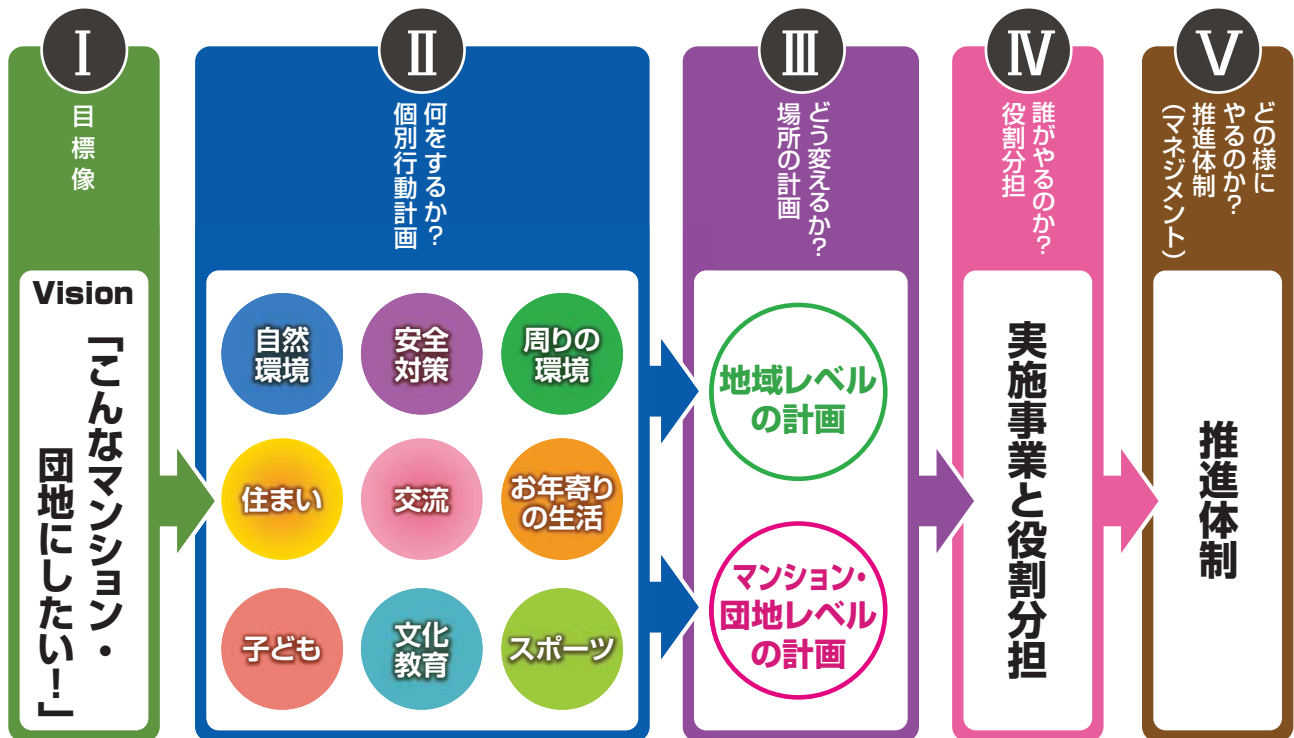 Ⅰ
目標像
Vision
「こんなマンション・
団地にしたい！」
Ⅱ
何をするか？
個別行動計画
自然
環境
安全
対策
周りの
環境
住まい
交流
お年寄り
の生活
子ども
文化
教育
スポーツ
Ⅲ
どう変えるか？
場所の計画
地域レベル
の計画
マンション・
団地レベル
の計画
Ⅳ
誰がやるのか？
役割分担
実施事業と役割分担
Ⅴ
どの様に
やるのか？
推進体制
（マネジメント）
推進体制